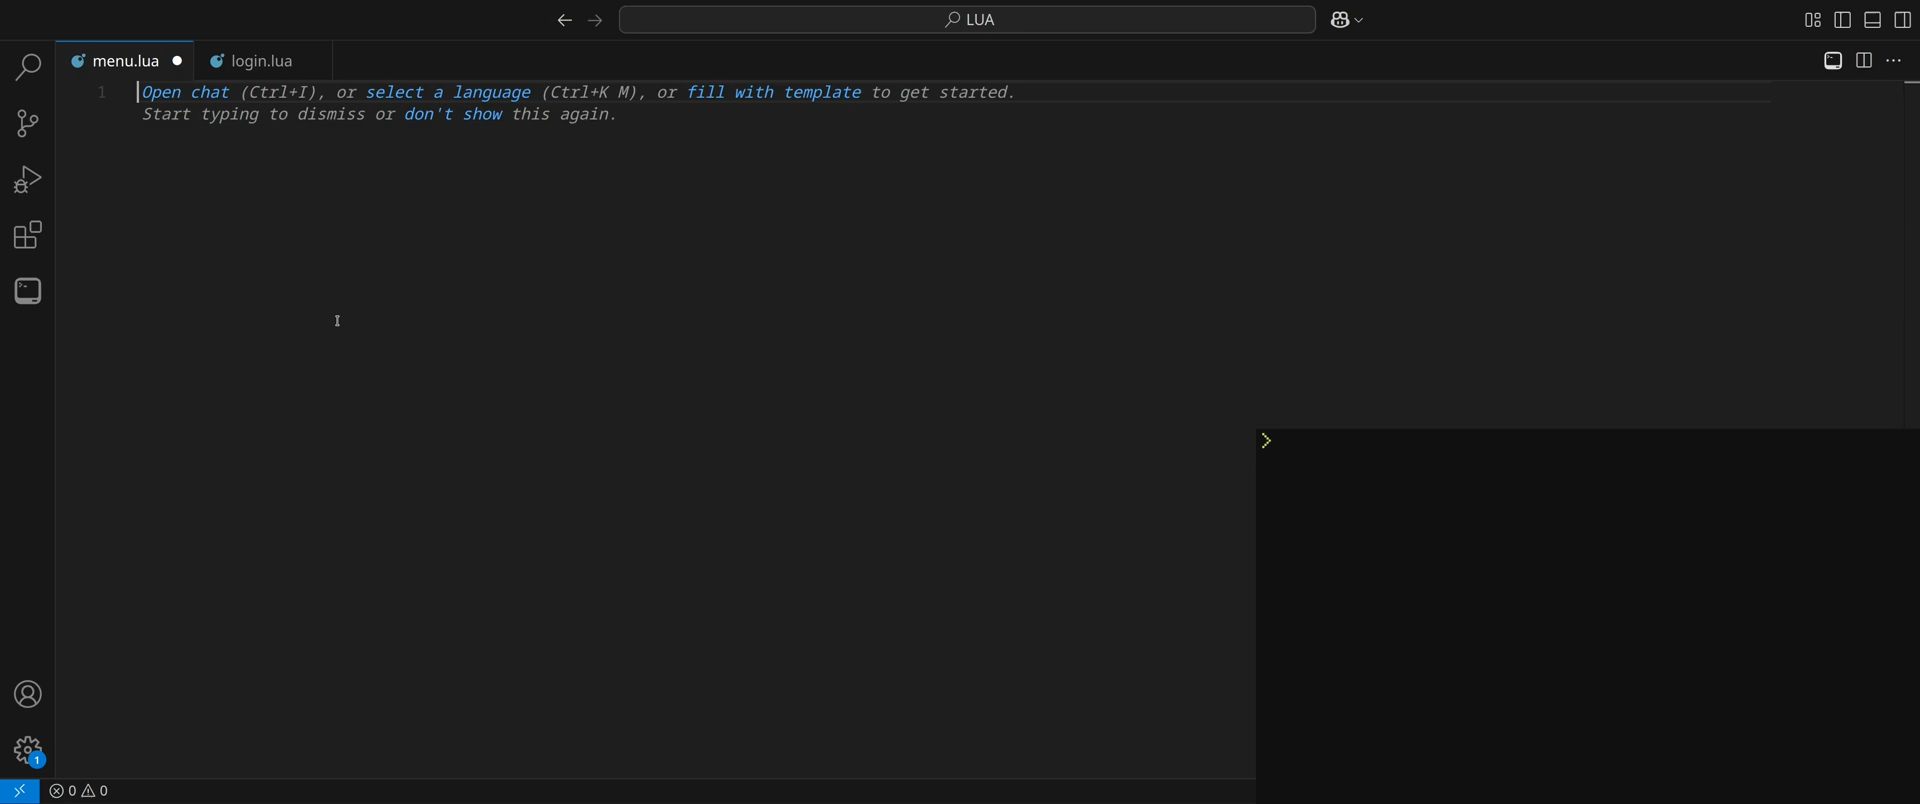 LUA
menu.lua
login.lua
1
Open chat (Ctrl+I), or select a language (Ctrl+K M), or fill with template to get started.
Start typing to dismiss or don't show this again.
>
1
0 0